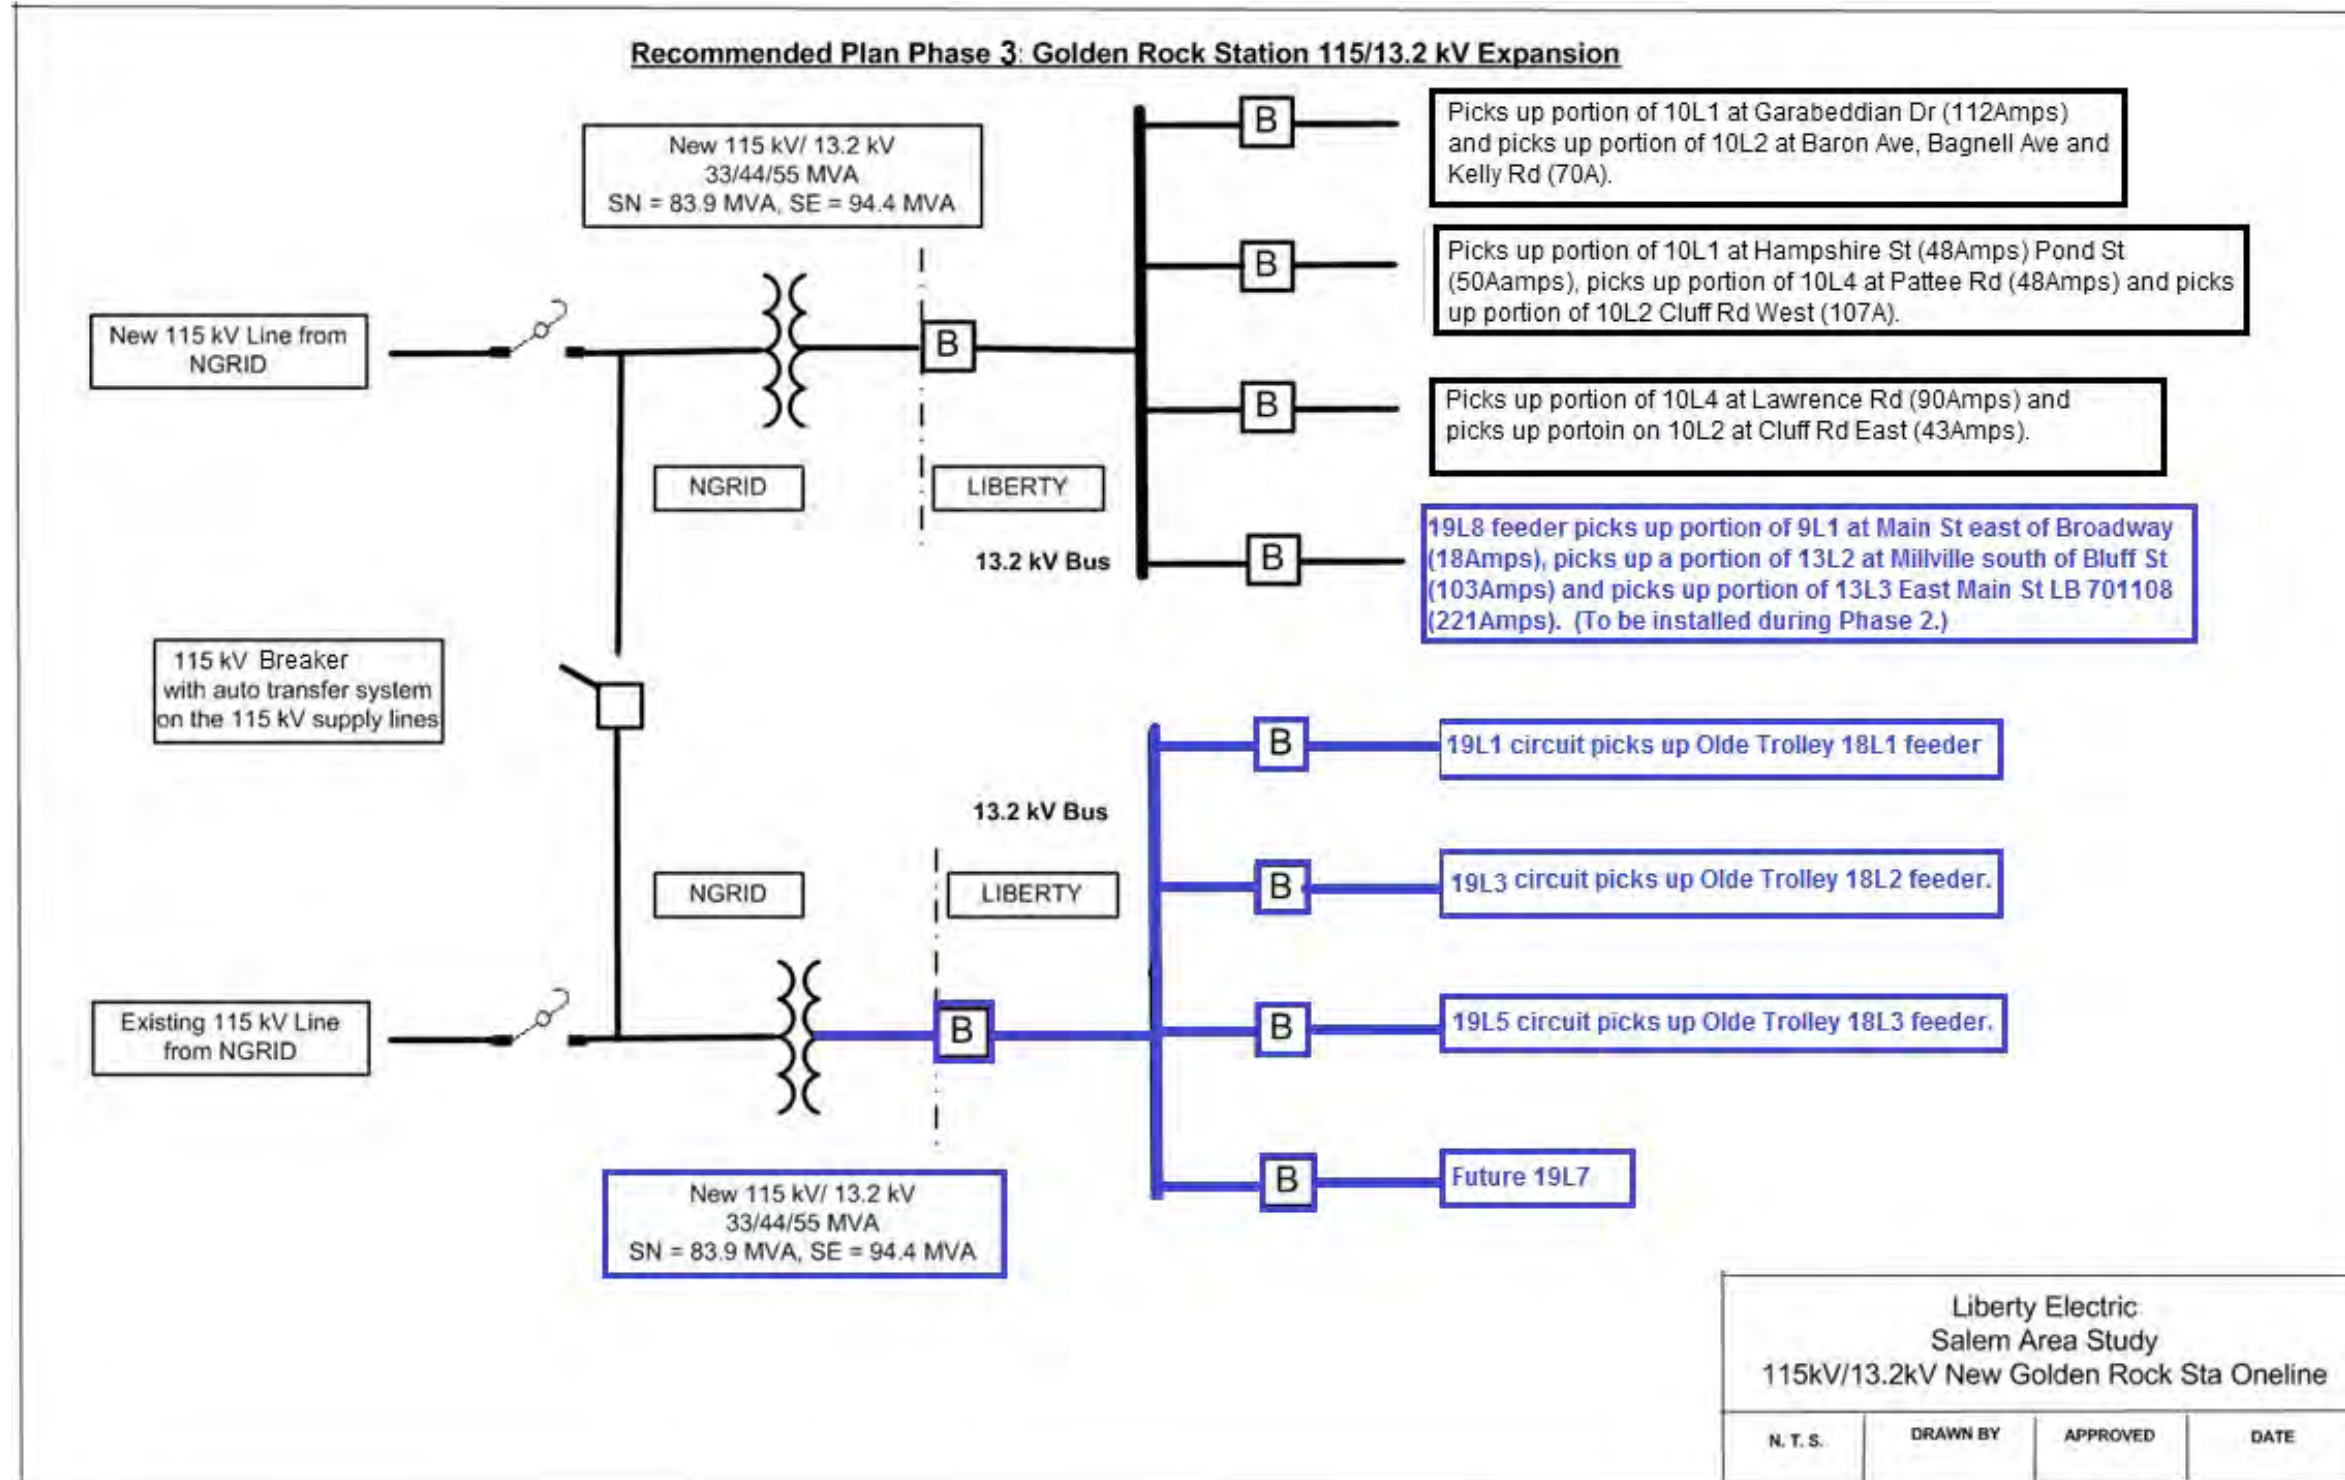 Recommended Plan Phase 3: Golden Rock Station 115/13.2 kV Expansion
New 115 kV/ 13.2 kV
33/44/55 MVA
SN = 83.9 MVA, SE = 94.4 MVA
B
Picks up portion of 10L1 at Garabeddian Dr (112Amps)
and picks up portion of 10L2 at Baron Ave, Bagnell Ave and
Kelly Rd (70A).
B
Picks up portion of 10L1 at Hampshire St (48Amps) Pond St
(50Aamps), picks up portion of 10L4 at Pattee Rd (48Amps) and picks
up portion of 10L2 Cluff Rd West (107A).
New 115 kV Line from
NGRID
B
B
Picks up portion of 10L4 at Lawrence Rd (90Amps) and
picks up portoin on 10L2 at Cluff Rd East (43Amps).
NGRID
LIBERTY
13.2 kV Bus
B
19L8 feeder picks up portion of 9L1 at Main St east of Broadway
(18Amps), picks up a portion of 13L2 at Millville south of Bluff St
(103Amps) and picks up portion of 13L3 East Main St LB 701108
(221Amps). (To be installed during Phase 2.)
115 kV Breaker
with auto transfer system
on the 115 kV supply lines
B
19L1 circuit picks up Olde Trolley 18L1 feeder
13.2 kV Bus
NGRID
LIBERTY
B
19L3 circuit picks up Olde Trolley 18L2 feeder.
Existing 115 kV Line
from NGRID
B
B
19L5 circuit picks up Olde Trolley 18L3 feeder.
B
Future 19L7
New 115 kV/ 13.2 kV
33/44/55 MVA
SN = 83.9 MVA, SE = 94.4 MVA
Liberty Electric
Salem Area Study
115kV/13.2kV New Golden Rock Sta Oneline
N. T. S.
DRAWN BY
APPROVED
DATE